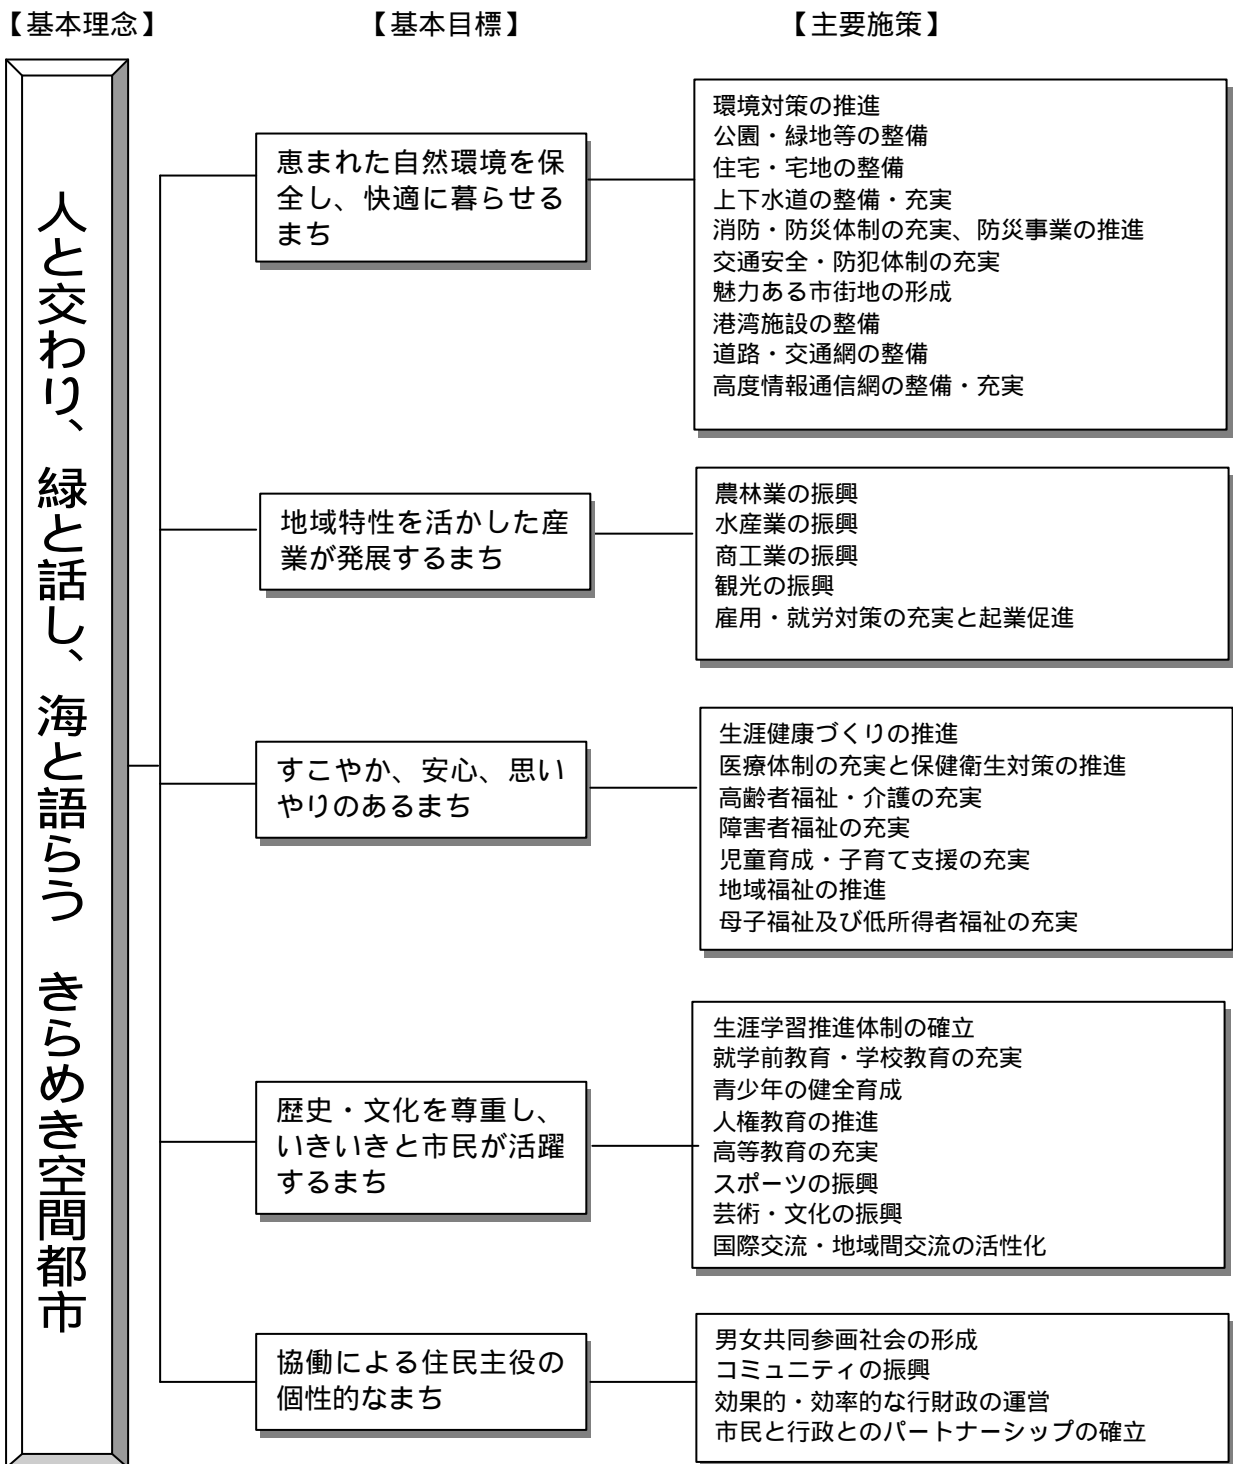 【基本理念】
【基本目標】
【主要施策】
人と交わり、緑と話し、海と語らう　きらめき空間都市
恵まれた自然環境を保
全し、快適に暮らせる
まち
環境対策の推進
公園・緑地等の整備
住宅・宅地の整備
上下水道の整備・充実
消防・防災体制の充実、防災事業の推進
交通安全・防犯体制の充実
魅力ある市街地の形成
港湾施設の整備
道路・交通網の整備
高度情報通信網の整備・充実
地域特性を活かした産
業が発展するまち
農林業の振興
水産業の振興
商工業の振興
観光の振興
雇用・就労対策の充実と起業促進
すこやか、安心、思い
やりのあるまち
生涯健康づくりの推進
医療体制の充実と保健衛生対策の推進
高齢者福祉・介護の充実
障害者福祉の充実
児童育成・子育て支援の充実
地域福祉の推進
母子福祉及び低所得者福祉の充実
歴史・文化を尊重し、
いきいきと市民が活躍
するまち
生涯学習推進体制の確立
就学前教育・学校教育の充実
青少年の健全育成
人権教育の推進
高等教育の充実
スポーツの振興
芸術・文化の振興
国際交流・地域間交流の活性化
協働による住民主役の
個性的なまち
男女共同参画社会の形成
コミュニティの振興
効果的・効率的な行財政の運営
市民と行政とのパートナーシップの確立